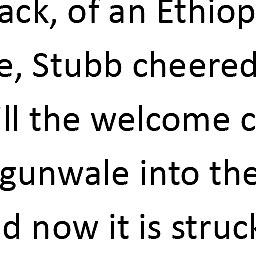 ack, of an Ethiop
e, Stubb cheered
ll the welcome c
gunwale into the
d now it is struck